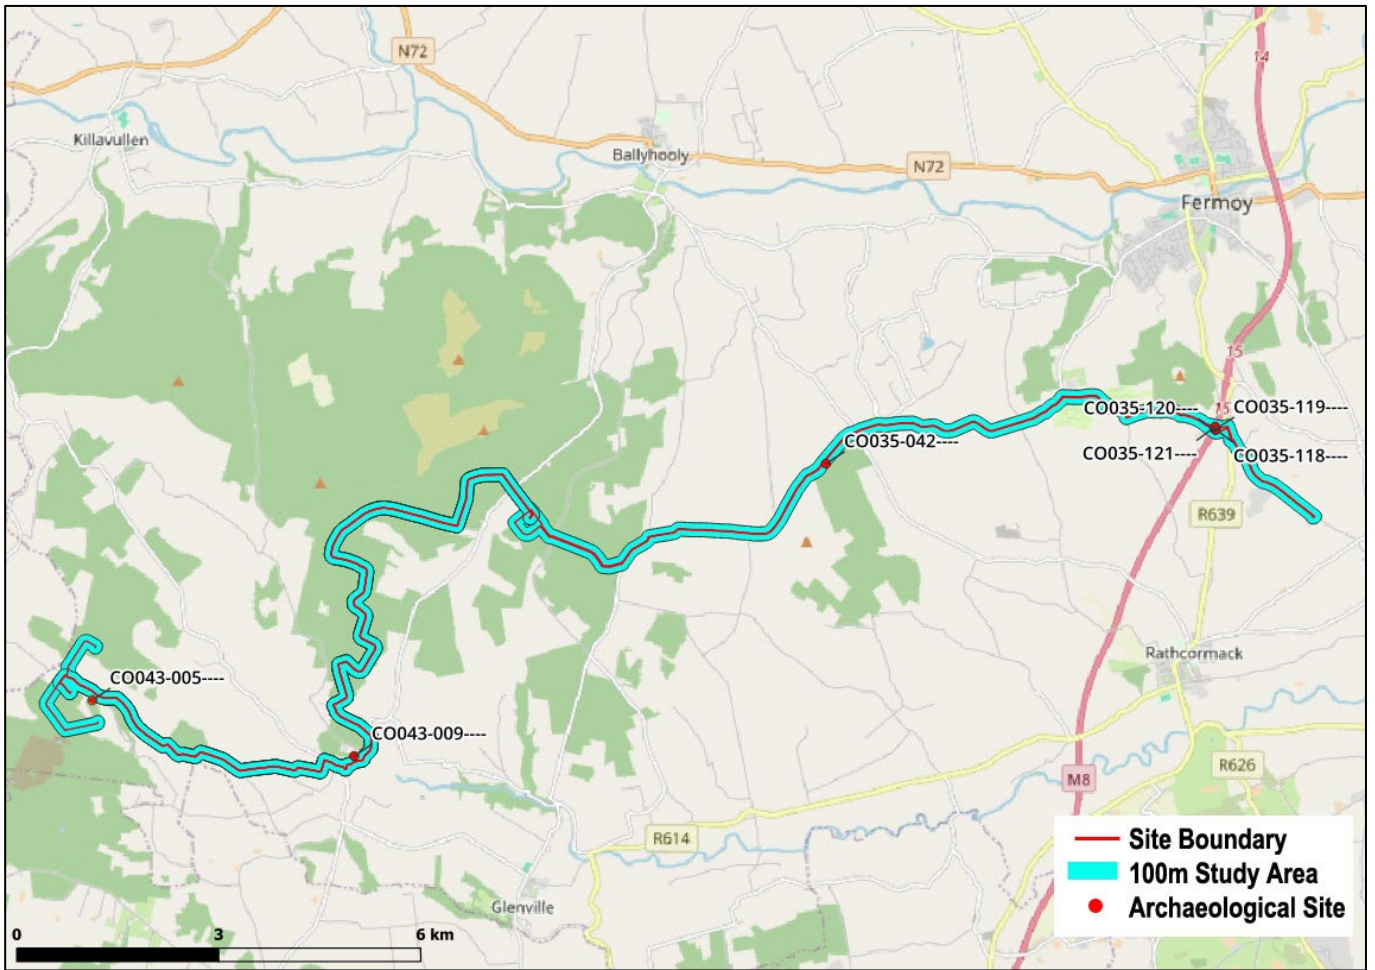 N72
14
Killavullen
Ballyhooly
N72
Fermoy
15
CO035-120----
15
CO035-119----
CO035-042----
CO035-121----
CO035-118----
R639
Rathcormack
CO043-005----
CO043-009----
R626
M8
R614
Glenville
Site Boundary
100m Study Area
Archaeological Site
0 3 6 km